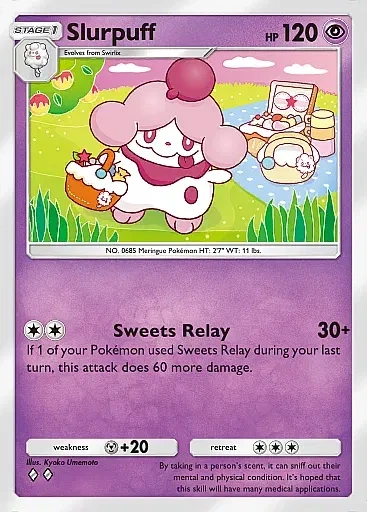 STAGE 1
Slurpuff
HP 120
Evolves from Swirlix
NO. 0685 Meringue Pokémon HT: 2'7" WT: 11 lbs.
Sweets Relay 30+
If 1 of your Pokémon used Sweets Relay during your last
turn, this attack does 60 more damage.
weakness +20 retreat
Illus. Kyoko Umemoto
By taking in a person's scent, it can sniff out their
mental and physical condition. It's hoped that
this skill will have many medical applications.